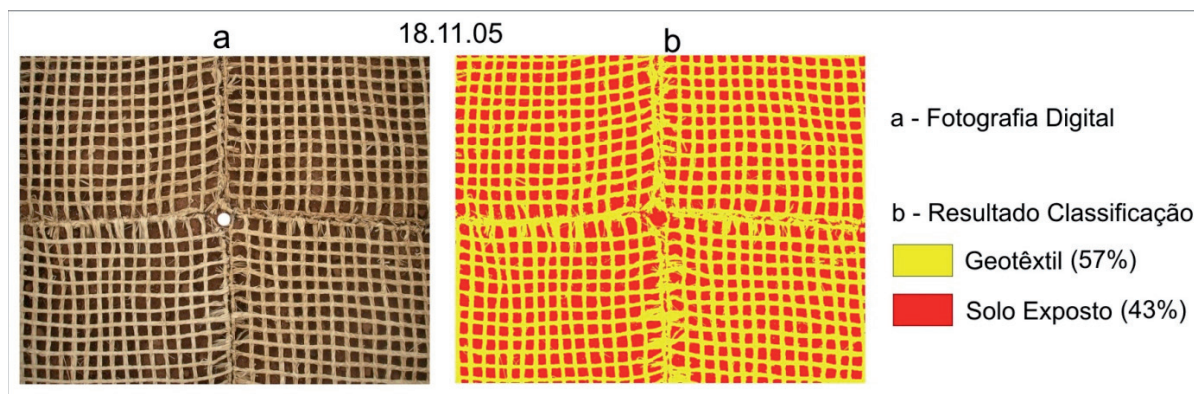 a
18.11.05
b
a - Fotografia Digital
b - Resultado Classificação
Geotêxtil (57%)
Solo Exposto (43%)